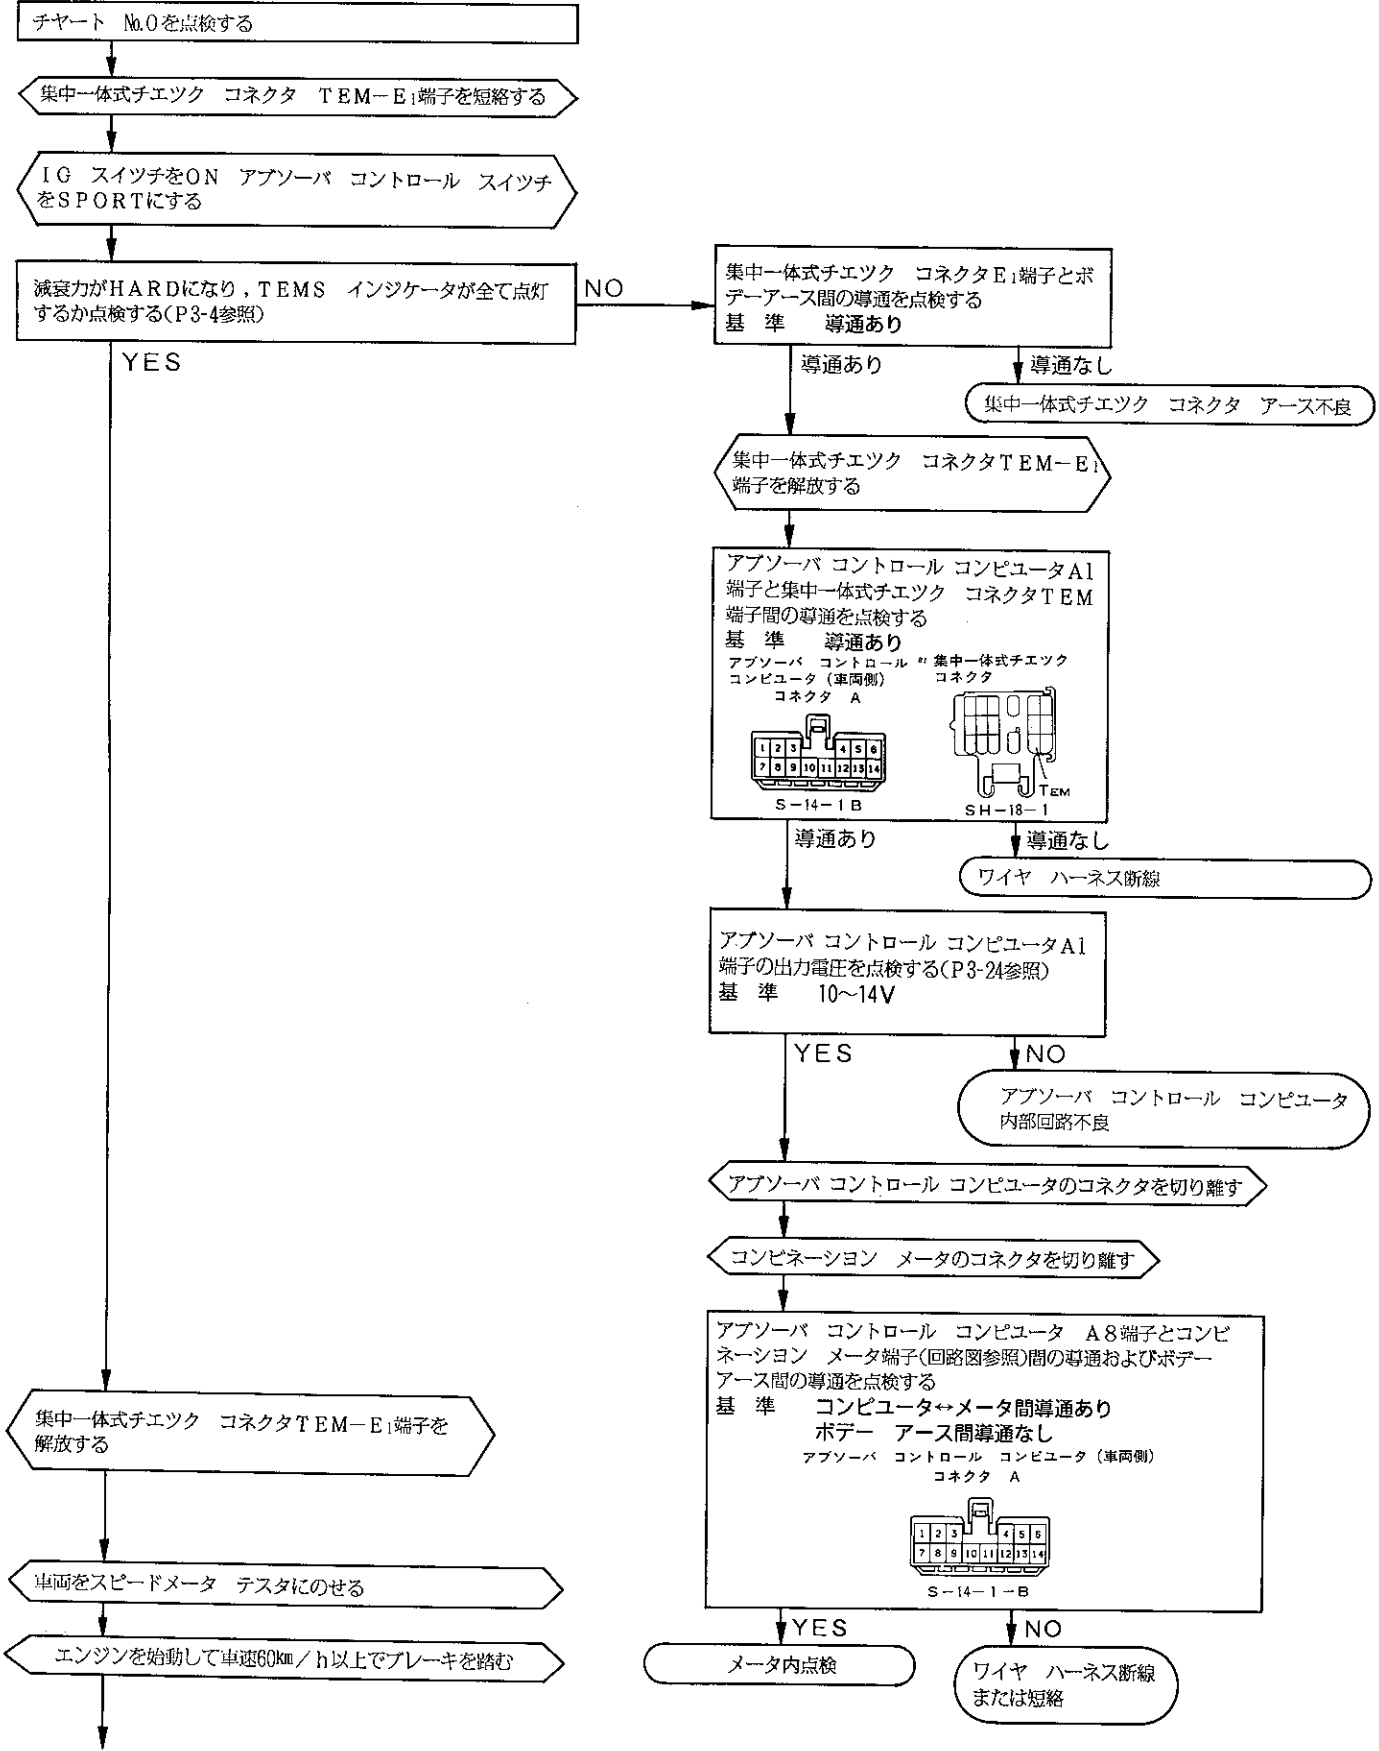 チヤート　№0を点検する
集中一体式チエツク　コネクタ　TEM－E1端子を短絡する
IG　スイツチをON　アブソーバ　コントロール　スイツチ
をSPORTにする
減衰力がHARDになり，TEMS　インジケータが全て点灯
するか点検する(P3-4参照)
NO
YES
集中一体式チエツク　コネクタE1端子とボ
デーアース間の導通を点検する
基　準　　導通あり
導通あり
導通なし
集中一体式チエツク　コネクタ　アース不良
集中一体式チエツク　コネクタTEM－E1
端子を解放する
アブソーバ コントロール コンピユータA1
端子と集中一体式チエツク　コネクタTEM
端子間の導通を点検する
基　準　　導通あり
アブソーバ　コントロール
コンピユータ（車両側）
コネクタ　A
集中一体式チエツク
コネクタ
1 2 3 4 5 6
7 8 9 10 11 12 13 14
TEM
S－14－1 B
SH－18－1
導通あり
導通なし
ワイヤ　ハーネス断線
アブソーバ コントロール コンピユータA1
端子の出力電圧を点検する(P3-24参照)
基　準　　10～14V
YES
NO
アブソーバ　コントロール　コンピユータ
内部回路不良
アブソーバ コントロール コンピユータのコネクタを切り離す
コンビネーシヨン　メータのコネクタを切り離す
アブソーバ　コントロール　コンピユータ　A8端子とコンビ
ネーシヨン　メータ端子(回路図参照)間の導通およびボデー
アース間の導通を点検する
基　準　　コンピユータ↔メータ間導通あり
ボデー　アース間導通なし
アブソーバ　コントロール　コンピユータ（車両側）
コネクタ　A
1 2 3 4 5 6
7 8 9 10 11 12 13 14
S－14－1－B
YES
NO
メータ内点検
ワイヤ　ハーネス断線
または短絡
集中一体式チエツク　コネクタTEM－E1端子を
解放する
車両をスピードメータ　テスタにのせる
エンジンを始動して車速60㎞／h以上でブレーキを踏む